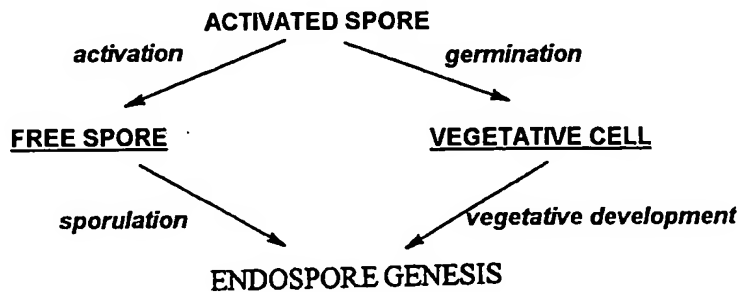 ACTIVATED SPORE
activation
germination
FREE SPORE
VEGETATIVE CELL
sporulation
vegetative development
ENDOSPORE GENESIS